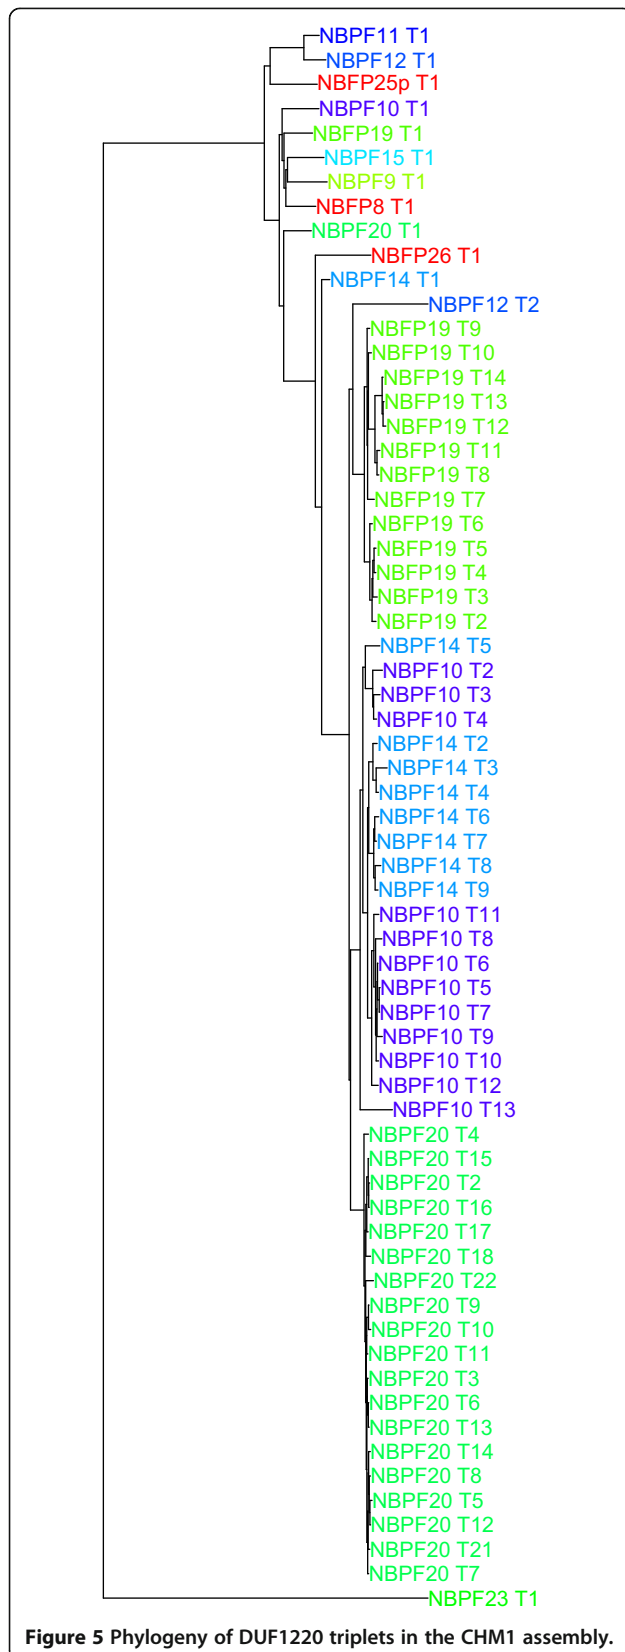 NBPF11 T1
NBPF12 T1
NBFP25p T1
NBPF10 T1
NBFP19 T1
NBPF15 T1
NBPF9 T1
NBFP8 T1
NBPF20 T1
NBFP26 T1
NBPF14 T1
NBPF12 T2
NBFP19 T9
NBFP19 T10
NBFP19 T14
NBFP19 T13
NBFP19 T12
NBFP19 T11
NBFP19 T8
NBFP19 T7
NBFP19 T6
NBFP19 T5
NBFP19 T4
NBFP19 T3
NBFP19 T2
NBPF14 T5
NBPF10 T2
NBPF10 T3
NBPF10 T4
NBPF14 T2
NBPF14 T3
NBPF14 T4
NBPF14 T6
NBPF14 T7
NBPF14 T8
NBPF14 T9
NBPF10 T11
NBPF10 T8
NBPF10 T6
NBPF10 T5
NBPF10 T7
NBPF10 T9
NBPF10 T10
NBPF10 T12
NBPF10 T13
NBPF20 T4
NBPF20 T15
NBPF20 T2
NBPF20 T16
NBPF20 T17
NBPF20 T18
NBPF20 T22
NBPF20 T9
NBPF20 T10
NBPF20 T11
NBPF20 T3
NBPF20 T6
NBPF20 T13
NBPF20 T14
NBPF20 T8
NBPF20 T5
NBPF20 T12
NBPF20 T21
NBPF20 T7
NBPF23 T1
Figure 5 Phylogeny of DUF1220 triplets in the CHM1 assembly.